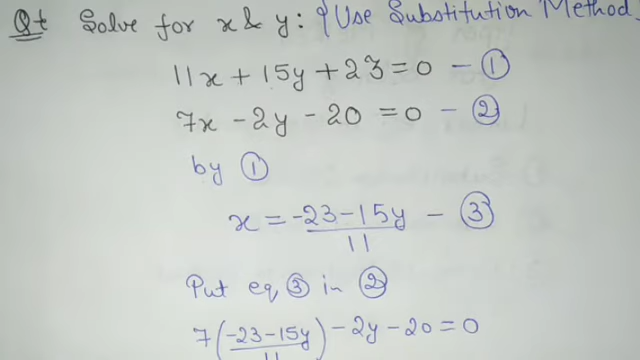 Qt Solve for x & y: {Use Substitution Method.
11x + 15y + 23 = 0 – ①
7x – 2y – 20 = 0 – ②
by ①
x = -23-15y – ③
11
Put eq ③ in ②
7(-23-15y) – 2y – 20 = 0
11